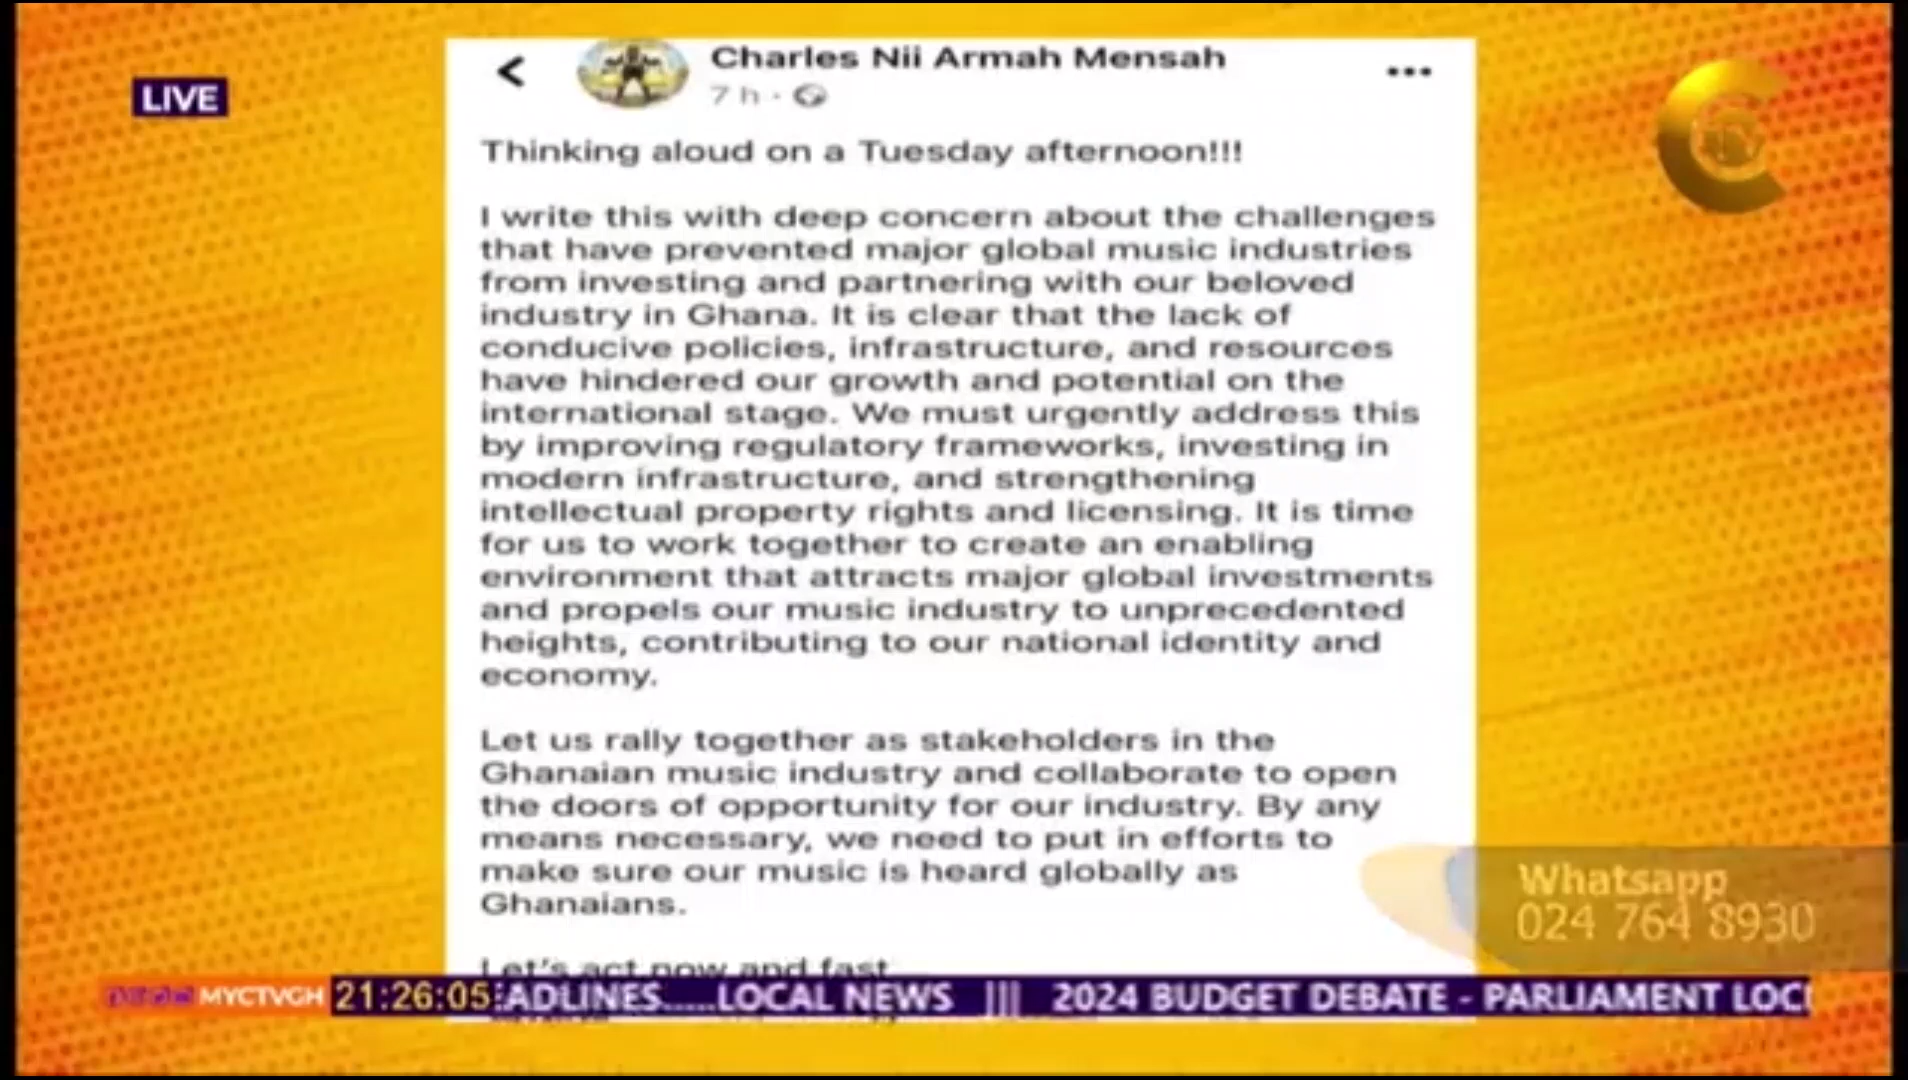 LIVE
Charles Nii Armah Mensah
7 h ·
Thinking aloud on a Tuesday afternoon!!!
I write this with deep concern about the challenges
that have prevented major global music industries
from investing and partnering with our beloved
industry in Ghana. It is clear that the lack of
conducive policies, infrastructure, and resources
have hindered our growth and potential on the
international stage. We must urgently address this
by improving regulatory frameworks, investing in
modern infrastructure, and strengthening
intellectual property rights and licensing. It is time
for us to work together to create an enabling
environment that attracts major global investments
and propels our music industry to unprecedented
heights, contributing to our national identity and
economy.
Let us rally together as stakeholders in the
Ghanaian music industry and collaborate to open
the doors of opportunity for our industry. By any
means necessary, we need to put in efforts to
make sure our music is heard globally as
Ghanaians.
Let's act now and fast
Whatsapp
024 764 8930
MYCTVGH 21:26:05 EADLINES.....LOCAL NEWS ||| 2024 BUDGET DEBATE - PARLIAMENT LOC